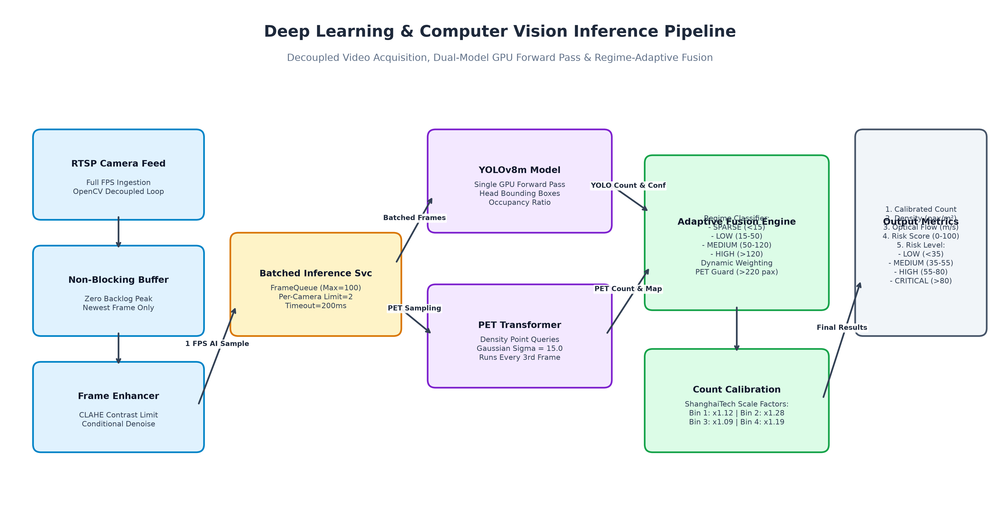 Deep Learning & Computer Vision Inference Pipeline
Decoupled Video Acquisition, Dual-Model GPU Forward Pass & Regime-Adaptive Fusion
RTSP Camera Feed
Full FPS Ingestion
OpenCV Decoupled Loop
Non-Blocking Buffer
Zero Backlog Peak
Newest Frame Only
Frame Enhancer
CLAHE Contrast Limit
Conditional Denoise
1 FPS AI Sample
Batched Inference Svc
FrameQueue (Max=100)
Per-Camera Limit=2
Timeout=200ms
Batched Frames
PET Sampling
YOLOv8m Model
Single GPU Forward Pass
Head Bounding Boxes
Occupancy Ratio
PET Transformer
Density Point Queries
Gaussian Sigma = 15.0
Runs Every 3rd Frame
YOLO Count & Conf
PET Count & Map
Adaptive Fusion Engine
Regime Classifier:
- SPARSE (<15)
- LOW (15-50)
- MEDIUM (50-120)
- HIGH (>120)
Dynamic Weighting
PET Guard (>220 pax)
Count Calibration
ShanghaiTech Scale Factors:
Bin 1: x1.12 | Bin 2: x1.28
Bin 3: x1.09 | Bin 4: x1.19
Final Results
Output Metrics
1. Calibrated Count
2. Density (pax/m²)
3. Optical Flow (m/s)
4. Risk Score (0-100)
5. Risk Level:
- LOW (<35)
- MEDIUM (35-55)
- HIGH (55-80)
- CRITICAL (>80)